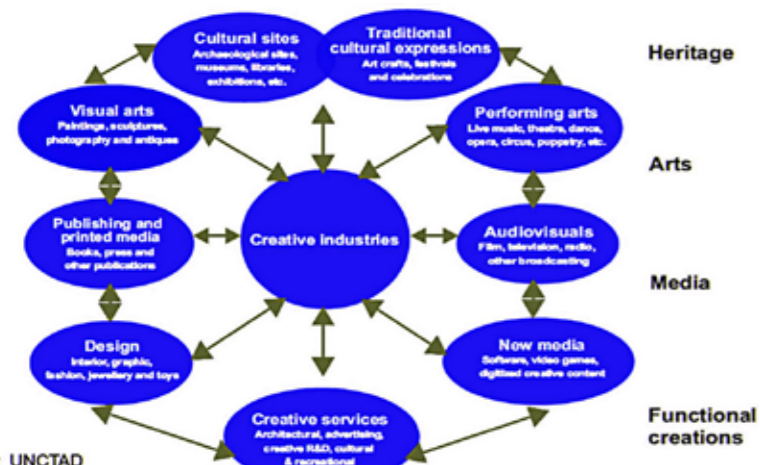 Cultural sites
Archaeological sites,
museums, libraries,
exhibitions, etc.
Traditional
cultural expressions
Art crafts, festivals
and celebrations
Heritage
Visual arts
Paintings, sculptures,
photography and antiques
Performing arts
Live music, theatre, dance,
opera, circus, puppetry, etc.
Arts
Publishing and
printed media
Books, press and
other publications
Creative industries
Audiovisuals
Film, television, radio,
other broadcasting
Media
Design
Interior, graphic,
fashion, jewellery and toys
New media
Software, video games,
digitized creative content
Creative services
Architectural, advertising,
creative R&D, cultural
& recreational
Functional
creations
UNCTAD